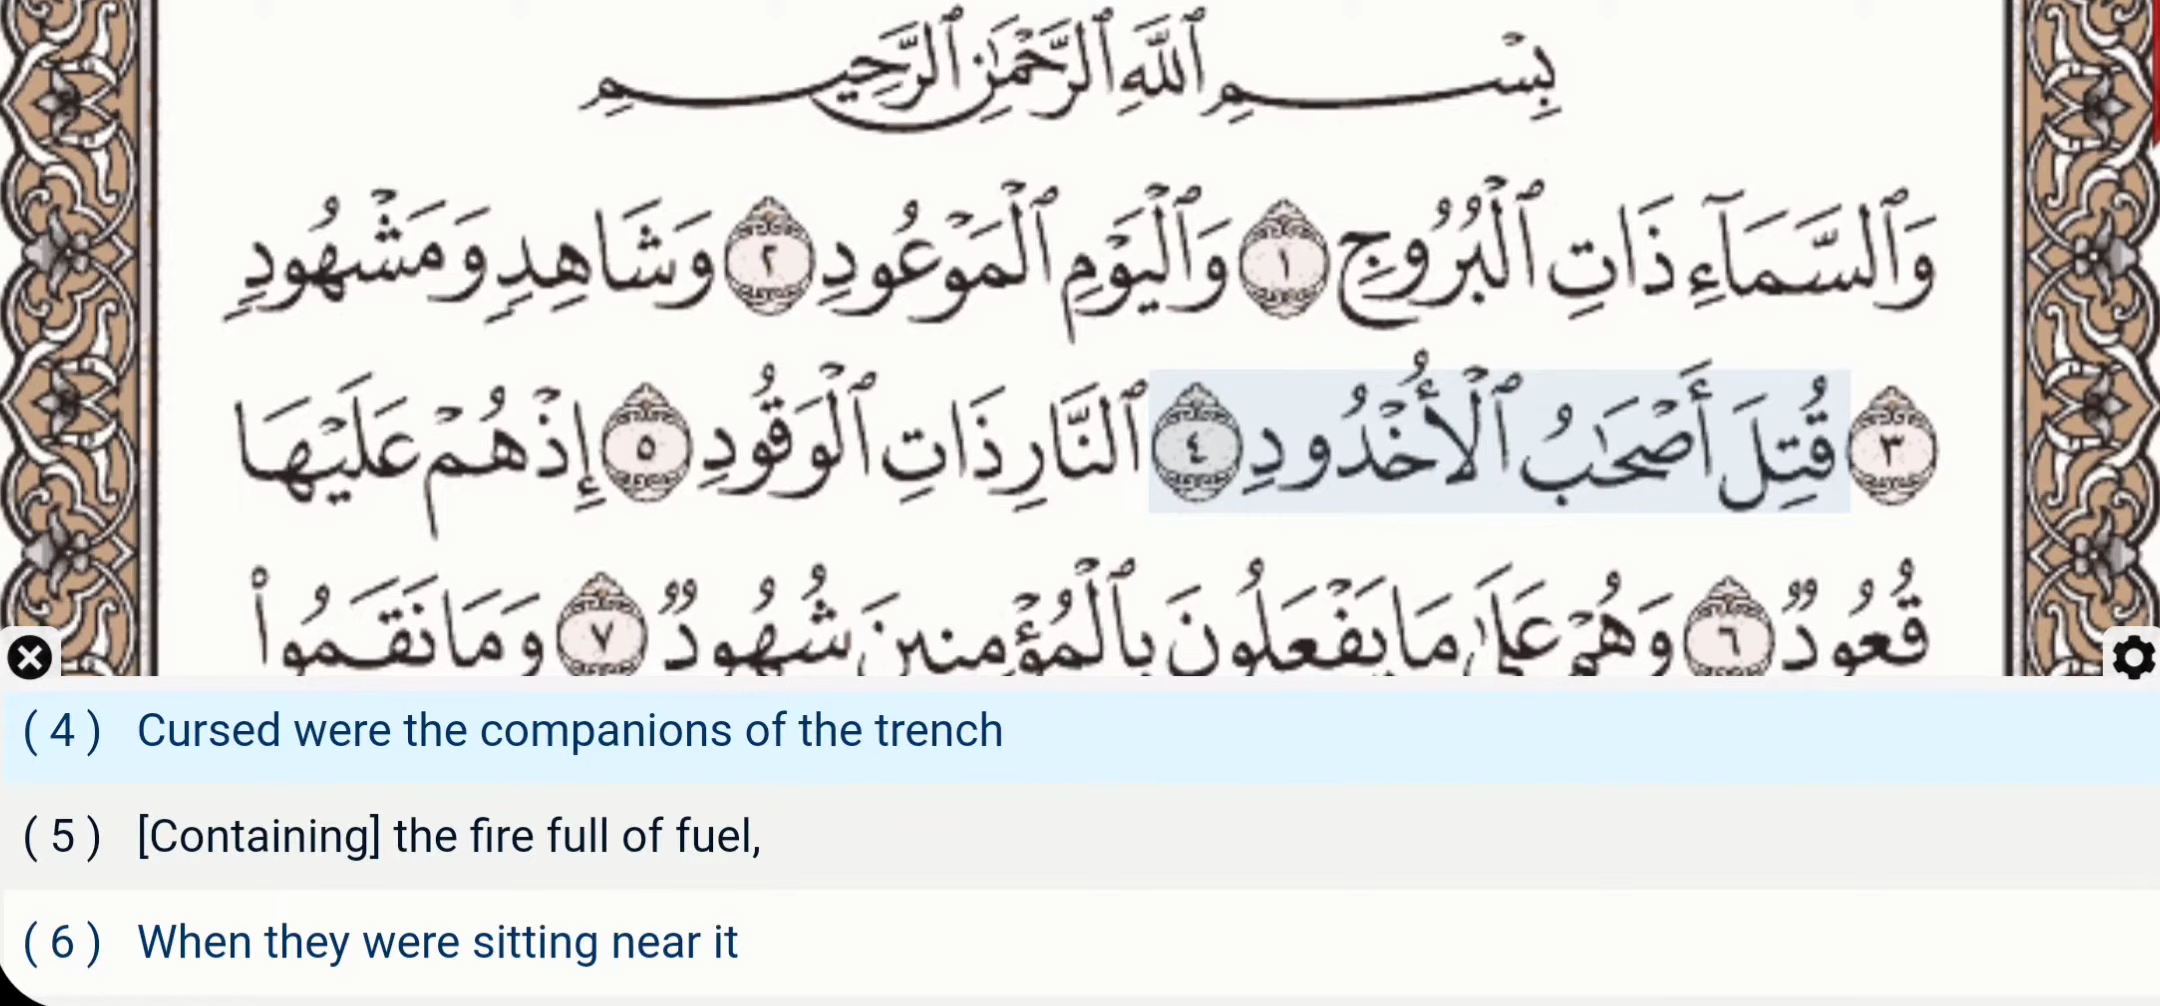 بِسْمِ ٱللَّهِ ٱلرَّحْمَٰنِ ٱلرَّحِيمِ
وَٱلسَّمَآءِ ذَاتِ ٱلْبُرُوجِ ١ وَٱلْيَوْمِ ٱلْمَوْعُودِ ٢ وَشَاهِدٍ وَمَشْهُودٍ
٣ قُتِلَ أَصْحَٰبُ ٱلْأُخْدُودِ ٤ ٱلنَّارِ ذَاتِ ٱلْوَقُودِ ٥ إِذْ هُمْ عَلَيْهَا
قُعُودٌ ٦ وَهُمْ عَلَىٰ مَا يَفْعَلُونَ بِٱلْمُؤْمِنِينَ شُهُودٌ ٧ وَمَا نَقَمُوا۟
( 4 ) Cursed were the companions of the trench
( 5 ) [Containing] the fire full of fuel,
( 6 ) When they were sitting near it